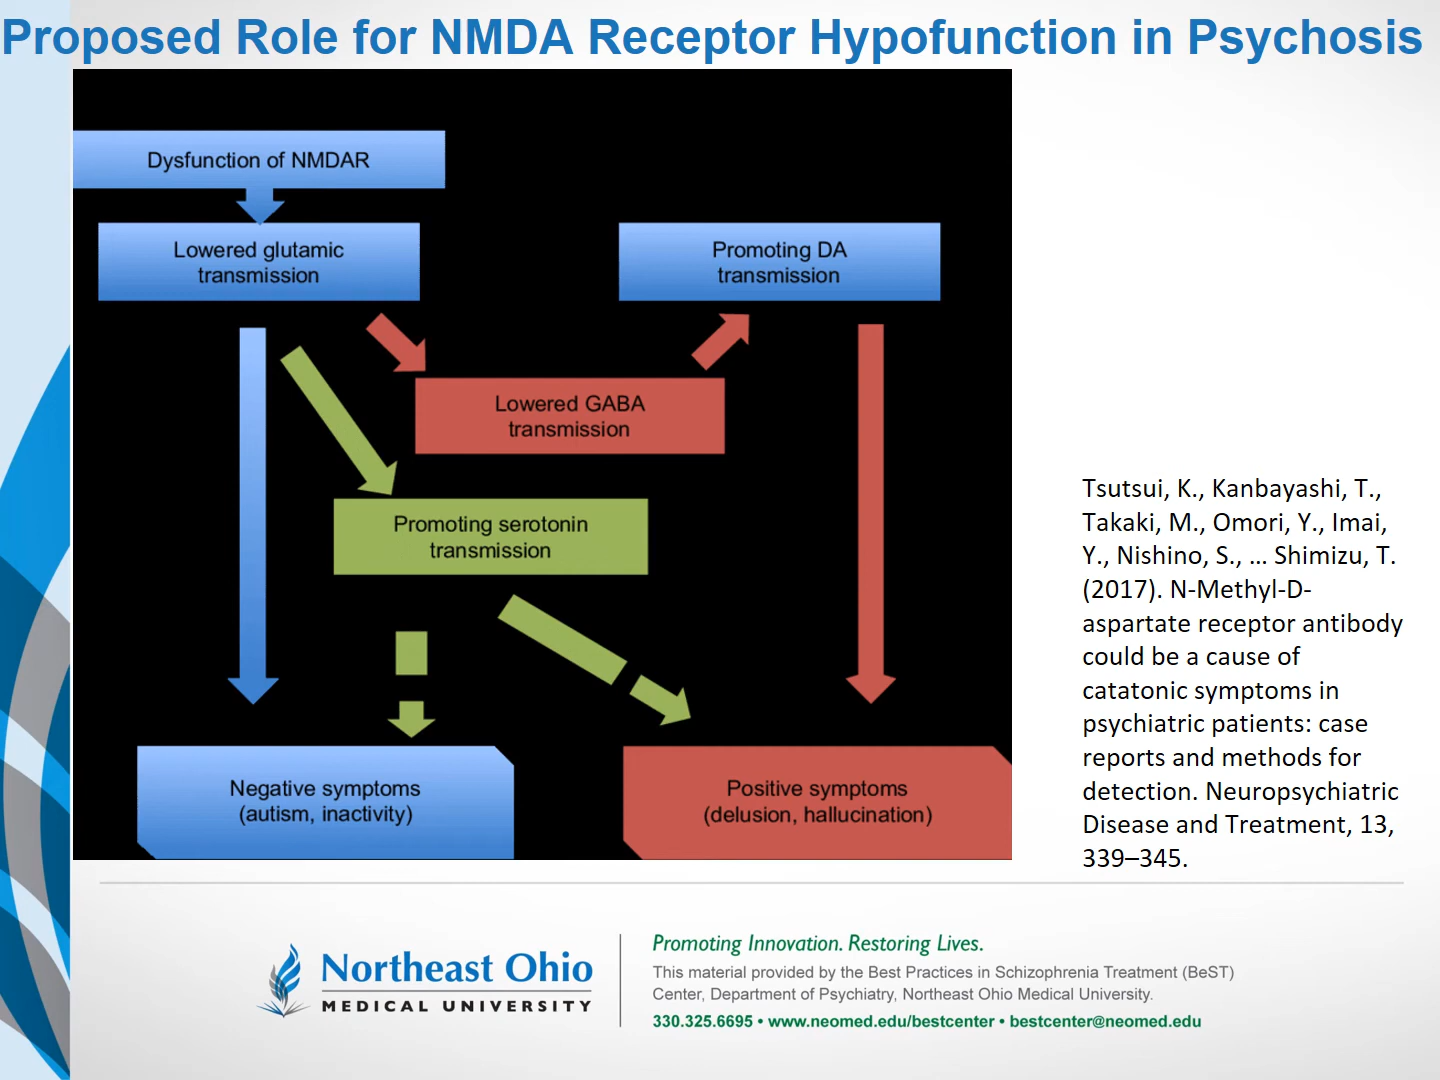 Proposed Role for NMDA Receptor Hypofunction in Psychosis
Dysfunction of NMDAR
Lowered glutamic
transmission
Promoting DA
transmission
Lowered GABA
transmission
Promoting serotonin
transmission
Negative symptoms
(autism, inactivity)
Positive symptoms
(delusion, hallucination)
Tsutsui, K., Kanbayashi, T.,
Takaki, M., Omori, Y., Imai,
Y., Nishino, S., … Shimizu, T.
(2017). N-Methyl-D-
aspartate receptor antibody
could be a cause of
catatonic symptoms in
psychiatric patients: case
reports and methods for
detection. Neuropsychiatric
Disease and Treatment, 13,
339–345.
Northeast Ohio
MEDICAL UNIVERSITY
Promoting Innovation. Restoring Lives.
This material provided by the Best Practices in Schizophrenia Treatment (BeST)
Center, Department of Psychiatry, Northeast Ohio Medical University.
330.325.6695 • www.neomed.edu/bestcenter • bestcenter@neomed.edu